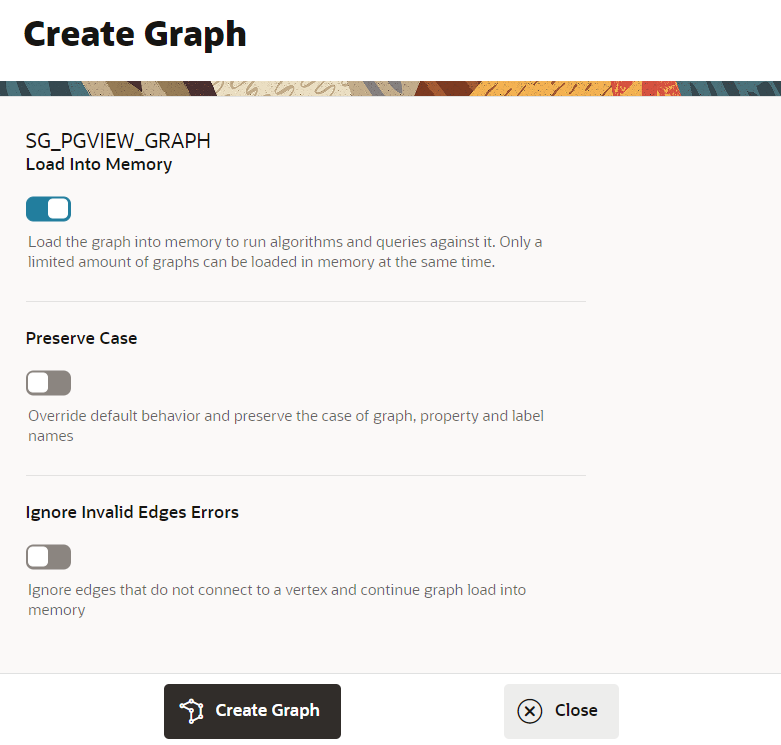 Create Graph
SG_PGVIEW_GRAPH
Load Into Memory
Load the graph into memory to run algorithms and queries against it. Only a
limited amount of graphs can be loaded in memory at the same time.
Preserve Case
Override default behavior and preserve the case of graph, property and label
names
Ignore Invalid Edges Errors
Ignore edges that do not connect to a vertex and continue graph load into
memory
Create Graph
Close